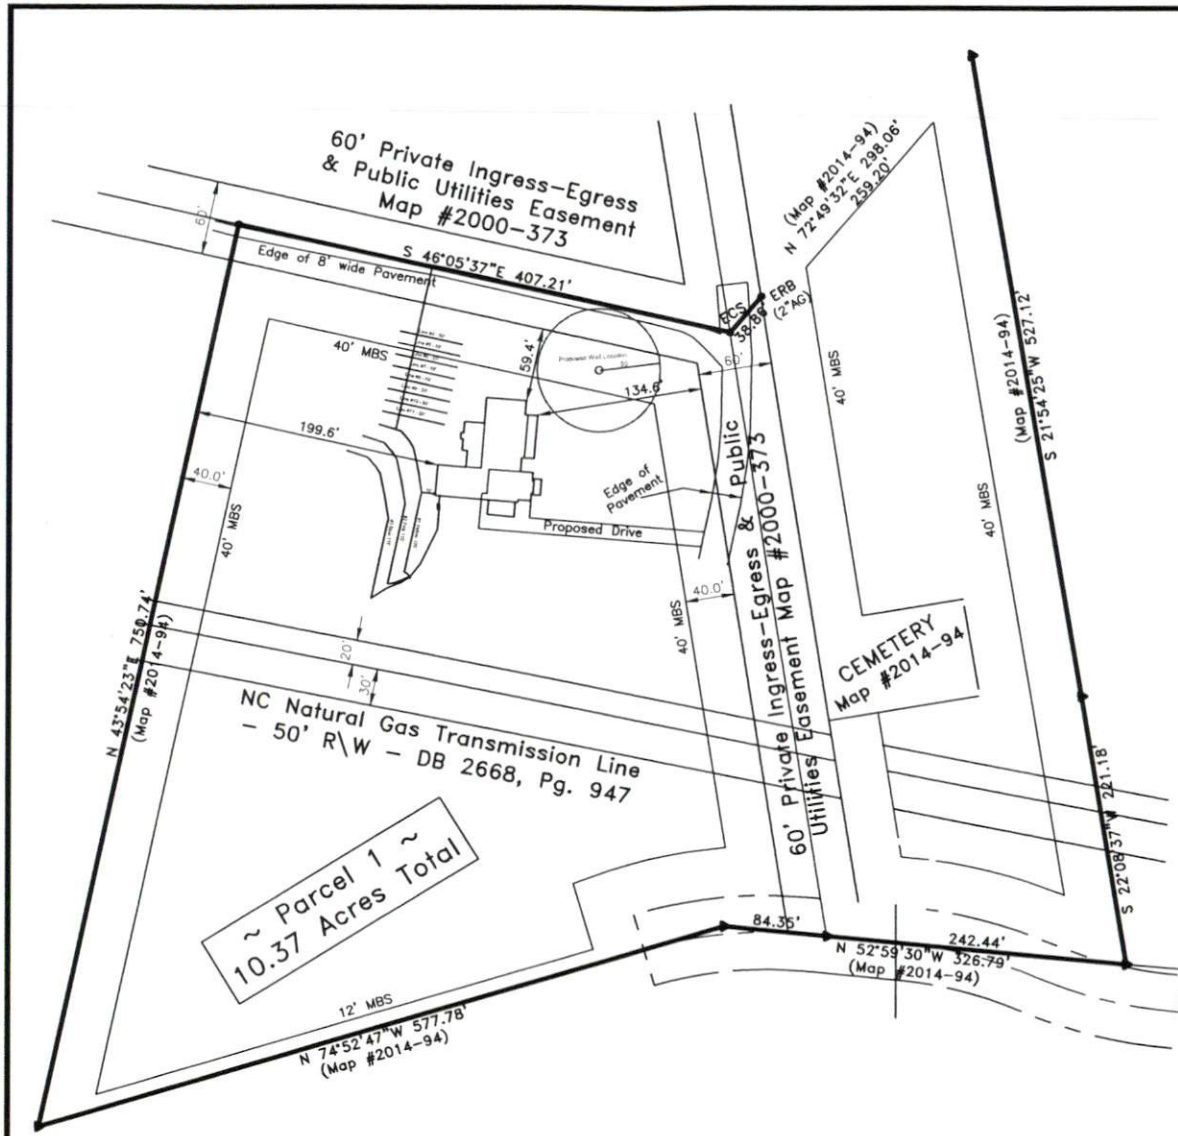 60' Private Ingress-Egress
& Public Utilities Easement
Map #2000-373
60'
S 46°05'37"E 407.21'
Edge of 8' wide Pavement
(Map #2014-94)
N 72°49'32"E 298.06'
259.20'
ECS
38.86'
ERB
(2"AG)
40' MBS
59.4'
134.6'
60'
199.6'
40.0'
40' MBS
Edge of
Pavement
Proposed Drive
40' MBS
(Map #2014-94)
S 21°54'25"W 527.12'
40' MBS
60' Private Ingress-Egress & Public
Utilities Easement Map #2000-373
40.0'
40' MBS
CEMETERY
Map #2014-94
(Map #2014-94)
20'
30'
NC Natural Gas Transmission Line
- 50' R\W - DB 2668, Pg. 947
~ Parcel 1 ~
10.37 Acres Total
S 22°08'37"W 221.18'
84.35'
242.44'
N 52°59'30"W 326.79'
(Map #2014-94)
12' MBS
N 74°52'47"W 577.78'
(Map #2014-94)